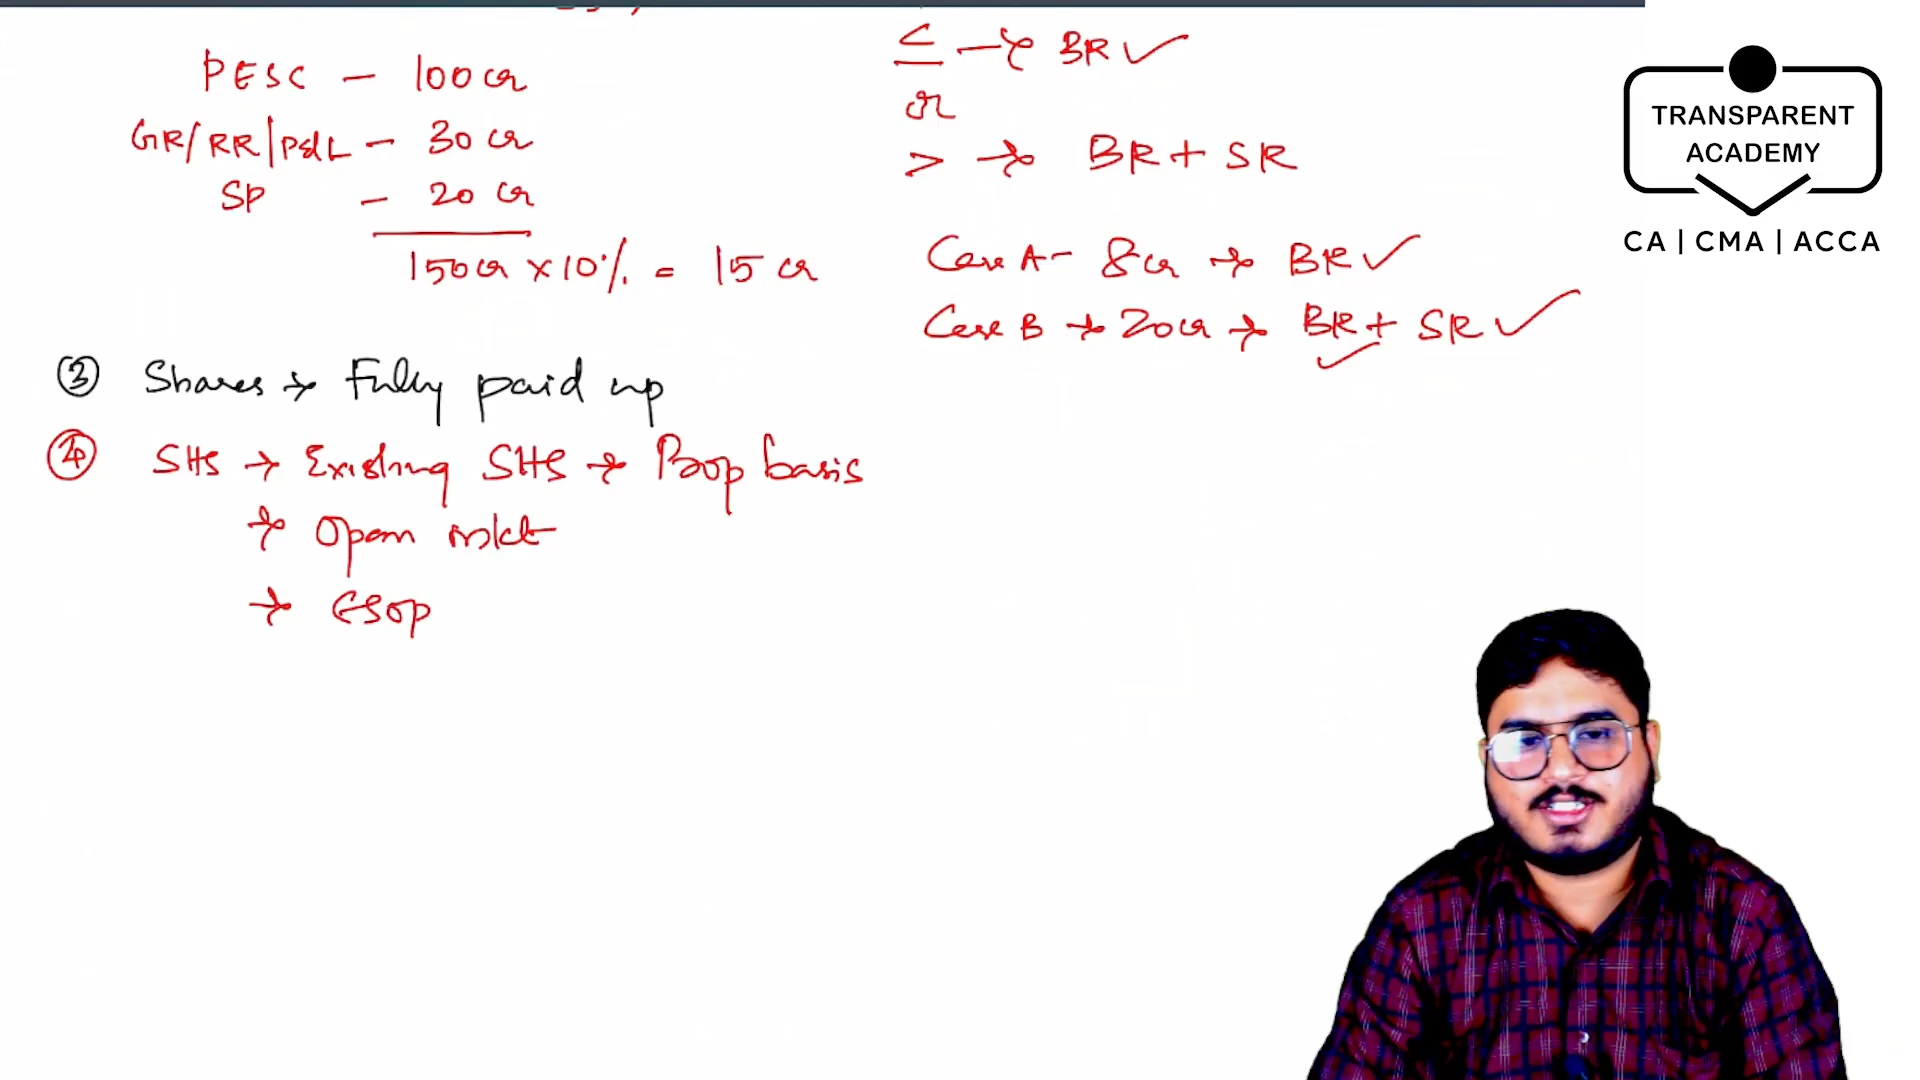 PESC - 100 cr
GR/RR/P&L - 30 cr
SP - 20 cr
150 cr x 10% = 15 cr
≤ → BR ✓
or
> → BR + SR
Case A - 8 cr → BR ✓
Case B → 20 cr → BR + SR ✓
③ Shares → Fully paid up
④ SHS → Existing SHS → Prop basis
→ Open mkt
→ ESOP
TRANSPARENT
ACADEMY
CA | CMA | ACCA